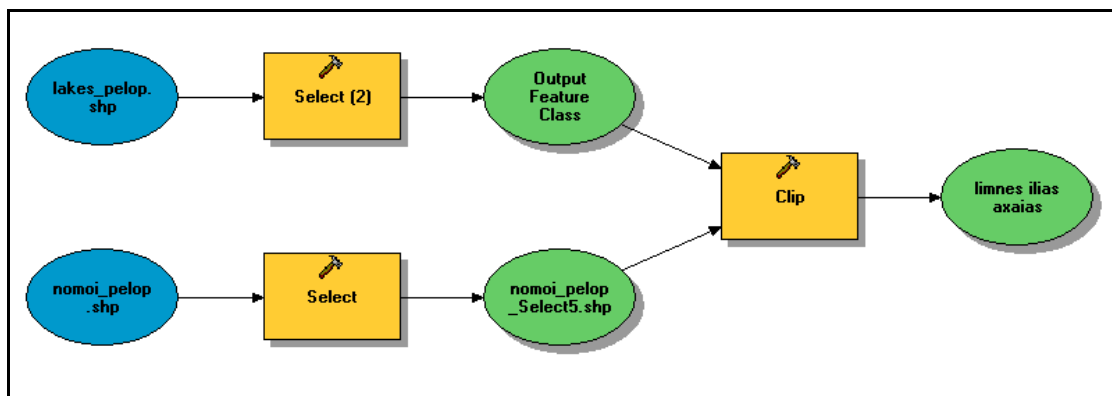 lakes_pelop.
shp
Select (2)
Output
Feature
Class
Clip
limnes ilias
axaias
nomoi_pelop
.shp
Select
nomoi_pelop
_Select5.shp